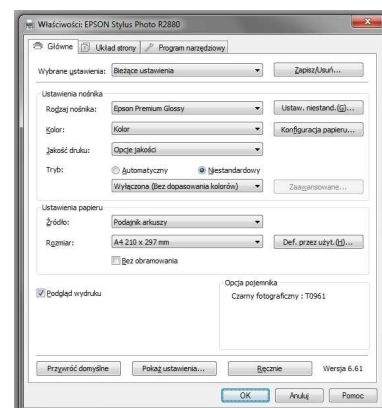 Właściwości: EPSON Stylus Photo R2880
Główne Układ strony Program narzędziowy
Wybrane ustawienia: Bieżące ustawienia Zapisz/Usuń...
Ustawienia nośnika
Rodzaj nośnika: Epson Premium Glossy Ustaw. niestand.(G)...
Kolor: Kolor Konfiguracja papieru...
Jakość druku: Opcje jakości
Tryb: Automatyczny Niestandardowy
Wyłączona (Bez dopasowania kolorów) Zaawansowane...
Ustawienia papieru
Źródło: Podajnik arkuszy
Rozmiar: A4 210 x 297 mm Def. przez użyt.(H)...
Bez obramowania
Opcja pojemnika
Podgląd wydruku Czarny fotograficzny : T0961
Przywróć domyślne Pokaż ustawienia... Ręcznie Wersja 6.61
OK Anuluj Pomoc